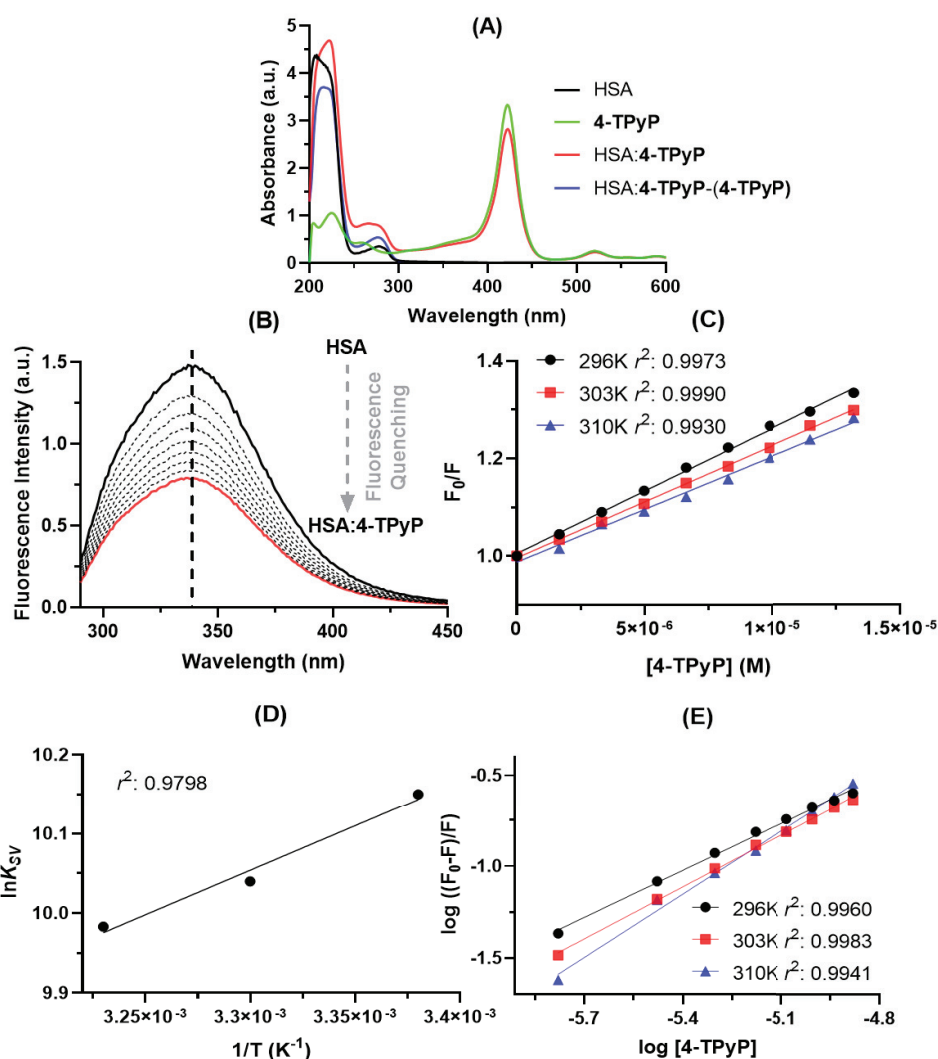 (A)
Absorbance (a.u.)
5
4
3
2
1
0
200
300
400
500
600
Wavelength (nm)
HSA
4-TPyP
HSA:4-TPyP
HSA:4-TPyP-(4-TPyP)
(B)
Fluorescence Intensity (a.u.)
1.5
1.0
0.5
0.0
300
350
400
450
Wavelength (nm)
HSA
Fluorescence
Quenching
HSA:4-TPyP
(C)
F₀/F
1.4
1.2
1.0
0
5×10⁻⁶
1×10⁻⁵
1.5×10⁻⁵
[4-TPyP] (M)
296K r²: 0.9973
303K r²: 0.9990
310K r²: 0.9930
(D)
lnK_SV
10.2
10.1
10.0
9.9
3.25×10⁻³
3.3×10⁻³
3.35×10⁻³
3.4×10⁻³
1/T (K⁻¹)
r²: 0.9798
(E)
log ((F₀-F)/F)
-0.5
-1.0
-1.5
-5.7
-5.4
-5.1
-4.8
log [4-TPyP]
296K r²: 0.9960
303K r²: 0.9983
310K r²: 0.9941